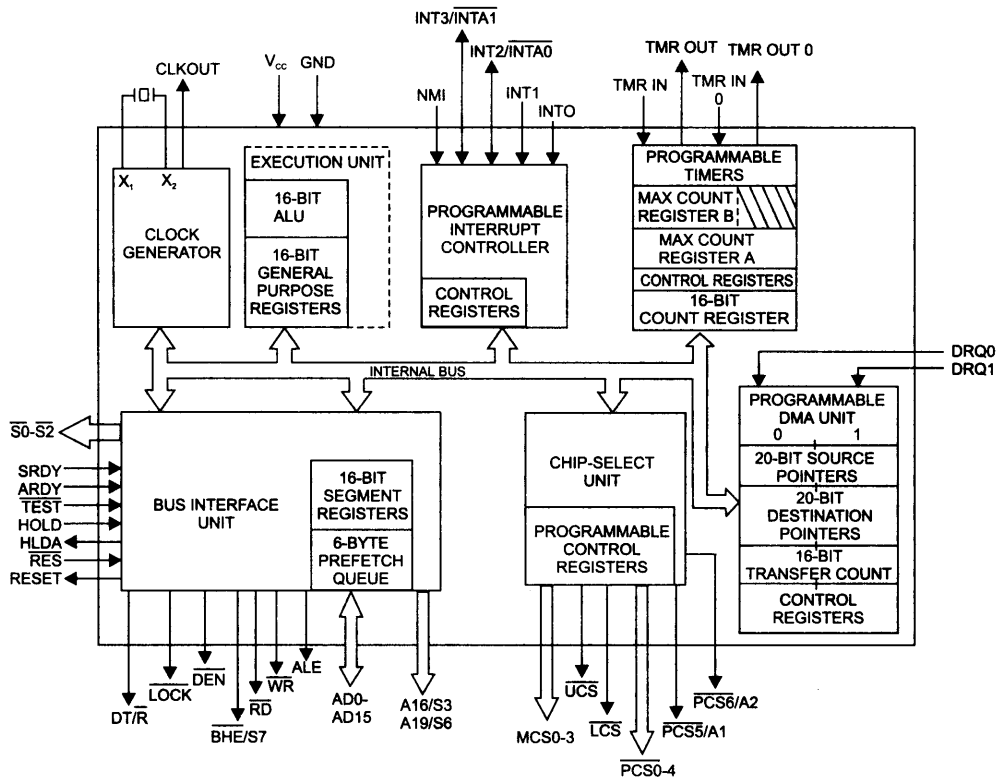 INT3/INTA1
INT2/INTA0
TMR OUT
TMR OUT 0
CLKOUT
VCC
GND
NMI
INT1
INTO
TMR IN
TMR IN
0
X1
X2
CLOCK
GENERATOR
EXECUTION UNIT
16-BIT
ALU
16-BIT
GENERAL
PURPOSE
REGISTERS
PROGRAMMABLE
INTERRUPT
CONTROLLER
CONTROL
REGISTERS
PROGRAMMABLE
TIMERS
MAX COUNT
REGISTER B
MAX COUNT
REGISTER A
CONTROL REGISTERS
16-BIT
COUNT REGISTER
INTERNAL BUS
DRQ0
DRQ1
S0-S2
SRDY
ARDY
TEST
HOLD
HLDA
RES
RESET
BUS INTERFACE
UNIT
16-BIT
SEGMENT
REGISTERS
6-BYTE
PREFETCH
QUEUE
CHIP-SELECT
UNIT
PROGRAMMABLE
CONTROL
REGISTERS
PROGRAMMABLE
DMA UNIT
0 1
20-BIT SOURCE
POINTERS
20-BIT
DESTINATION
POINTERS
16-BIT
TRANSFER COUNT
CONTROL
REGISTERS
DT/R
LOCK
DEN
BHE/S7
RD
WR
ALE
AD0-
AD15
A16/S3
A19/S6
MCS0-3
UCS
LCS
PCS0-4
PCS5/A1
PCS6/A2